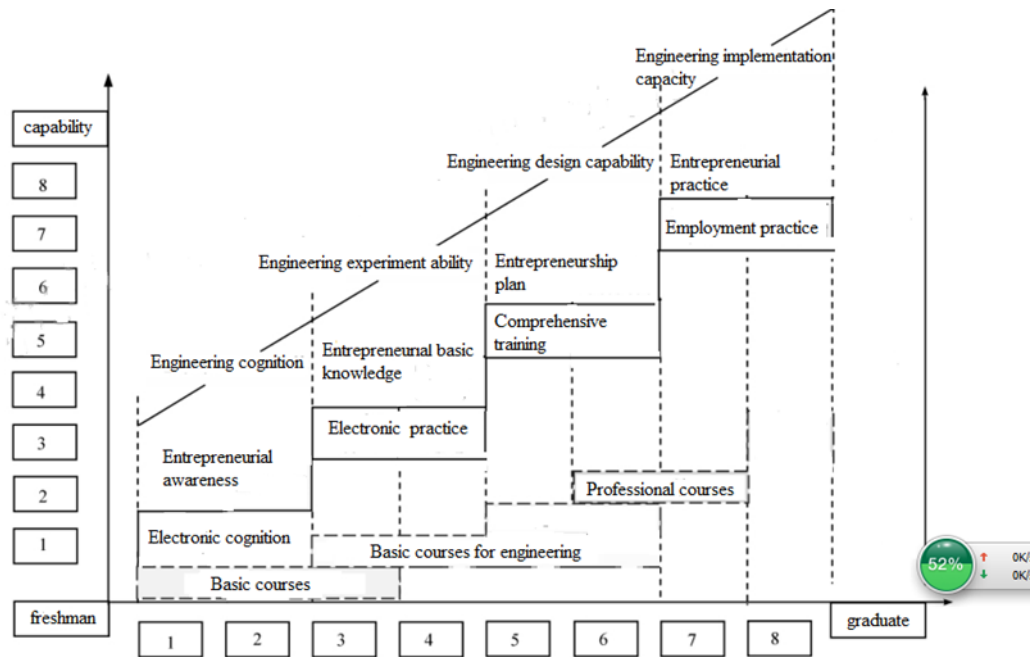 Engineering implementation
capacity
capability
Engineering design capability
Entrepreneurial
practice
8
7
Employment practice
Engineering experiment ability
Entrepreneurship
plan
6
Comprehensive
training
5
Engineering cognition
Entrepreneurial basic
knowledge
4
3
Electronic practice
Entrepreneurial
awareness
2
Professional courses
1
Electronic cognition
Basic courses for engineering
Basic courses
52%
0K/
0K/
freshman
graduate
1 2 3 4 5 6 7 8